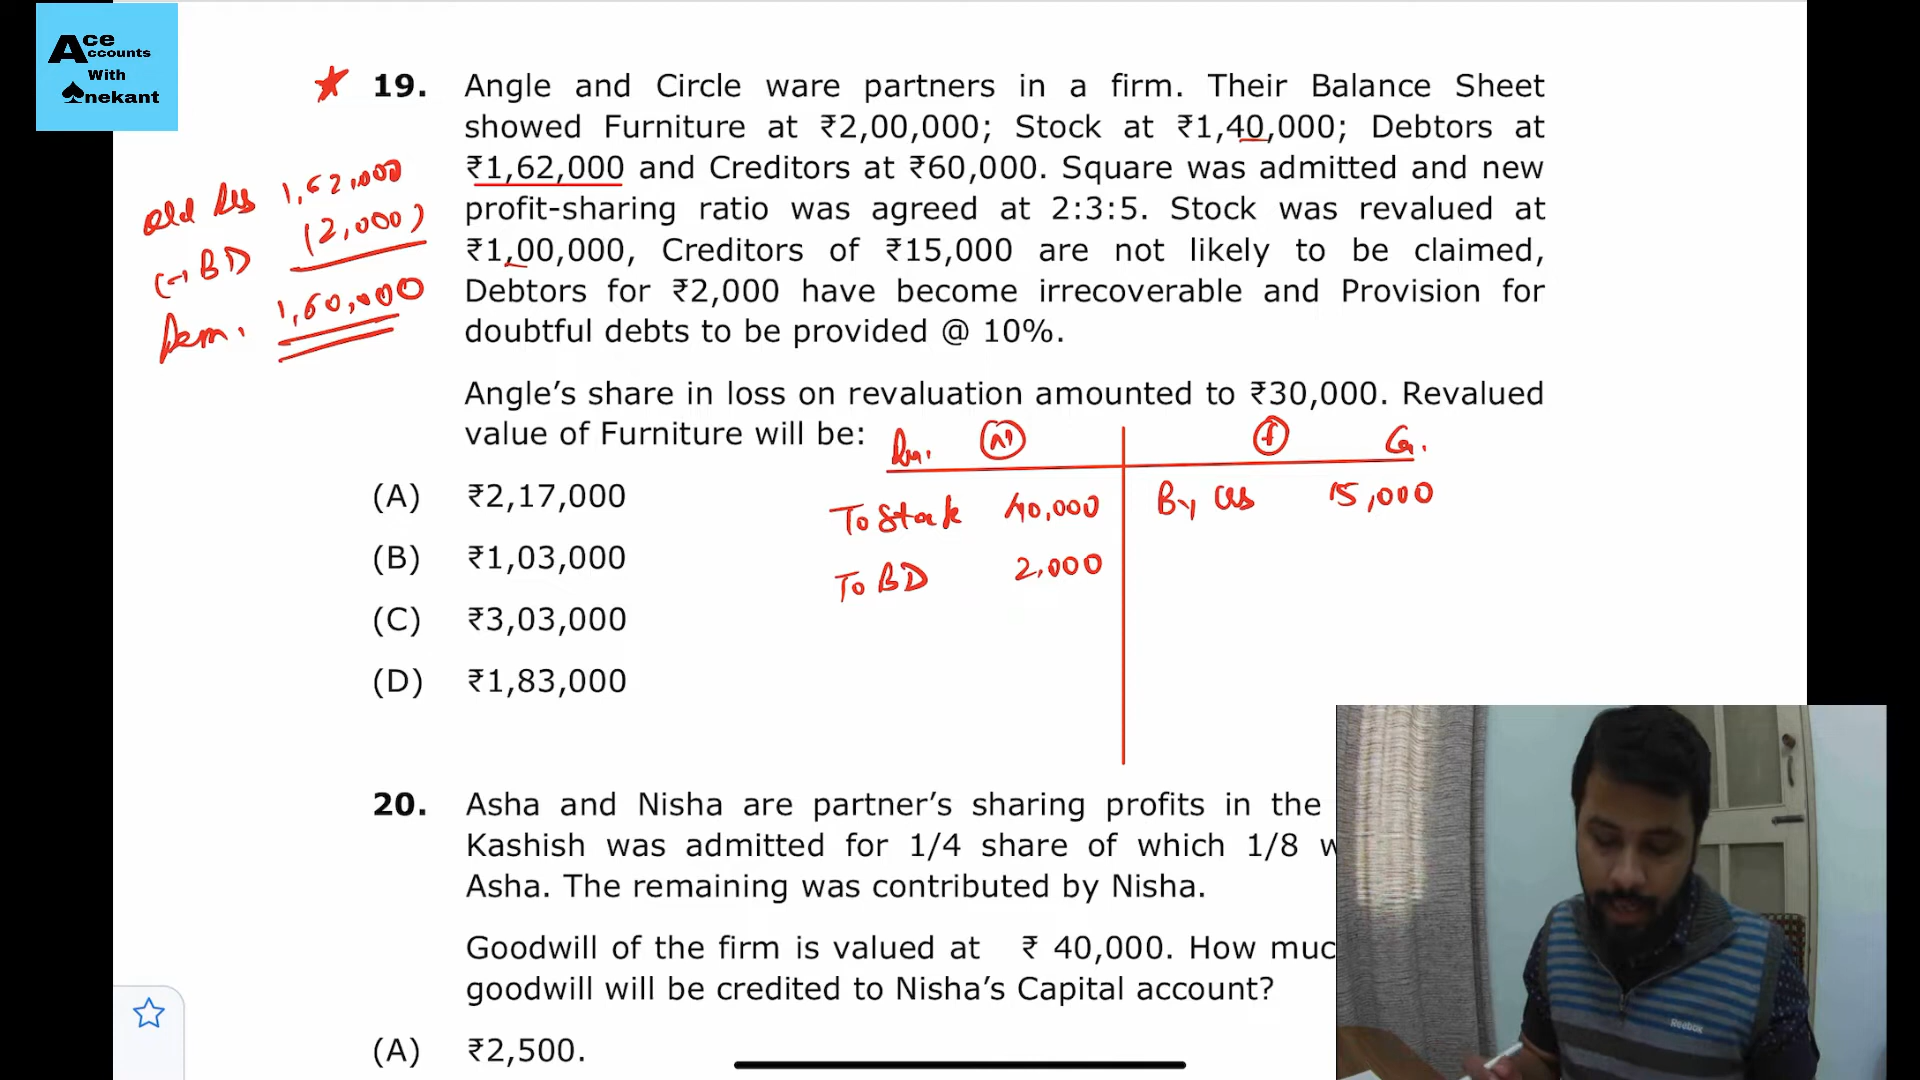 Ace
Accounts
With
Anekant
19. Angle and Circle ware partners in a firm. Their Balance Sheet
showed Furniture at ₹2,00,000; Stock at ₹1,40,000; Debtors at
₹1,62,000 and Creditors at ₹60,000. Square was admitted and new
profit-sharing ratio was agreed at 2:3:5. Stock was revalued at
₹1,00,000, Creditors of ₹15,000 are not likely to be claimed,
Debtors for ₹2,000 have become irrecoverable and Provision for
doubtful debts to be provided @ 10%.
Old 1,62,000
(-) BD (2,000)
1,60,000
Angle's share in loss on revaluation amounted to ₹30,000. Revalued
value of Furniture will be:
Cr.
(A) ₹2,17,000
(B) ₹1,03,000
(C) ₹3,03,000
(D) ₹1,83,000
To Stock 40,000 By 15,000
To BD 2,000
20. Asha and Nisha are partner's sharing profits in the
Kashish was admitted for 1/4 share of which 1/8 w
Asha. The remaining was contributed by Nisha.
Goodwill of the firm is valued at ₹ 40,000. How muc
goodwill will be credited to Nisha's Capital account?
(A) ₹2,500.
Reebok